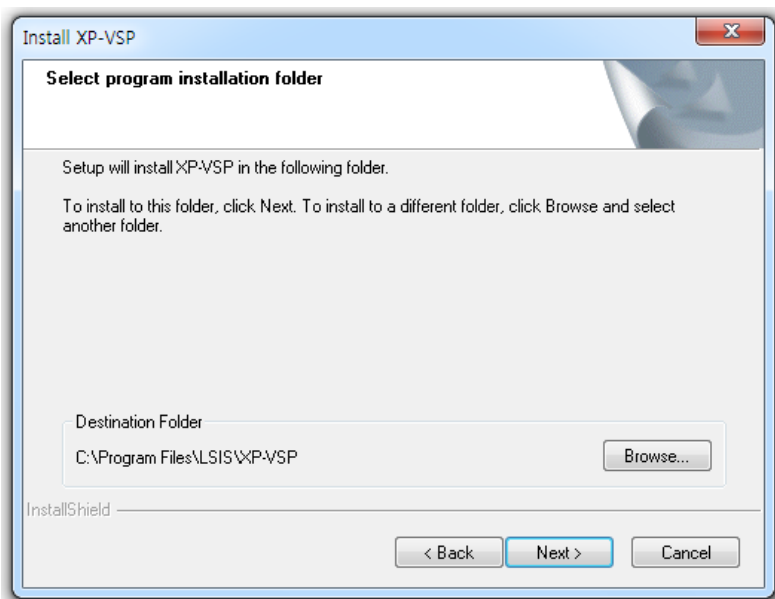 Install XP-VSP
Select program installation folder
Setup will install XP-VSP in the following folder.
To install to this folder, click Next. To install to a different folder, click Browse and select
another folder.
Destination Folder
C:\Program Files\LSIS\XP-VSP
Browse...
InstallShield
< Back
Next >
Cancel